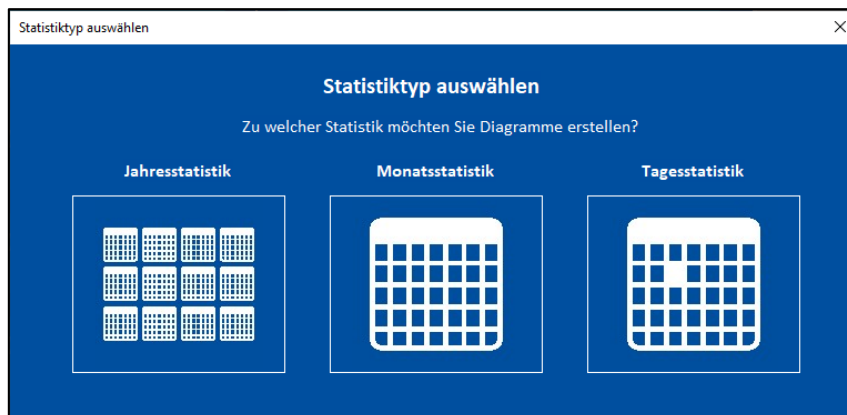 Statistiktyp auswählen
Statistiktyp auswählen
Zu welcher Statistik möchten Sie Diagramme erstellen?
Jahresstatistik
Monatsstatistik
Tagesstatistik